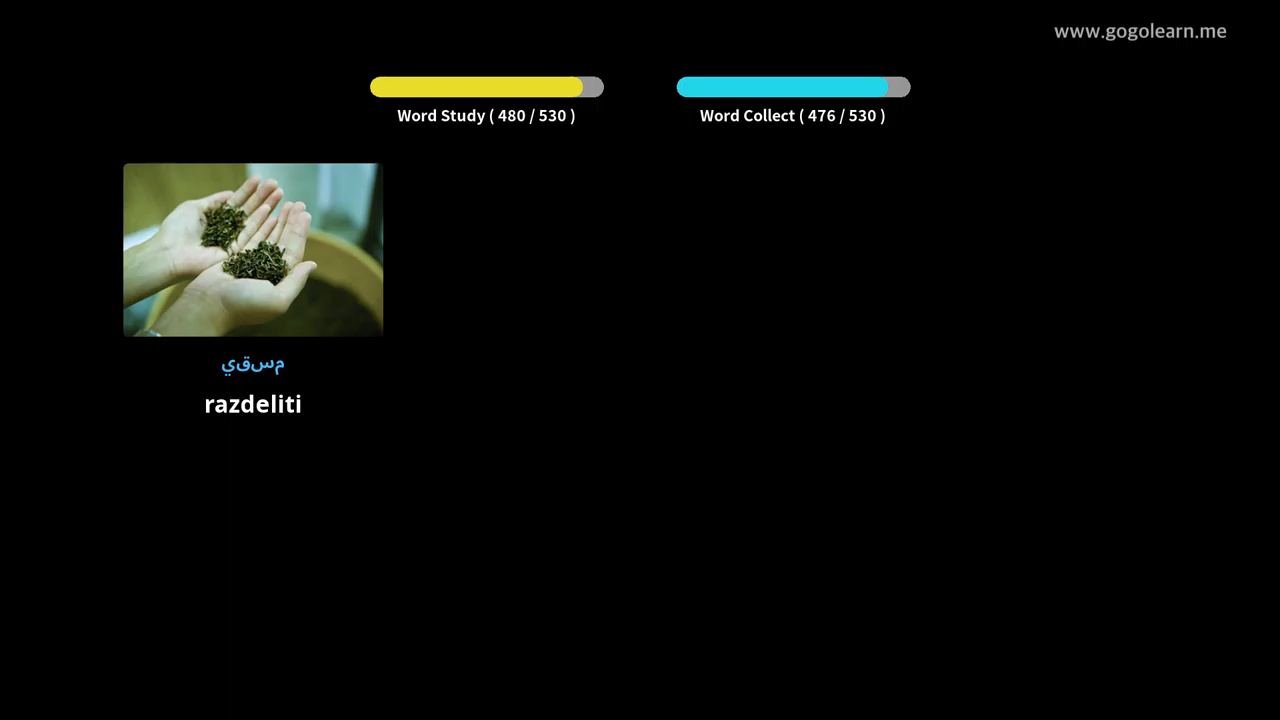 www.gogolearn.me
Word Study ( 480 / 530 )
Word Collect ( 476 / 530 )
مسقي
razdeliti